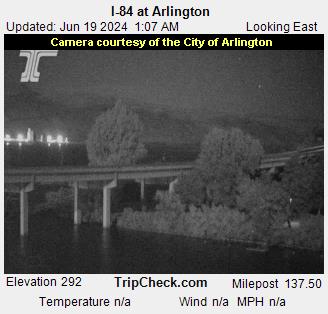 I-84 at Arlington
Updated: Jun 19 2024 1:07 AM Looking East
Camera courtesy of the City of Arlington
Elevation 292 TripCheck.com Milepost 137.50
Temperature n/a Wind n/a MPH n/a